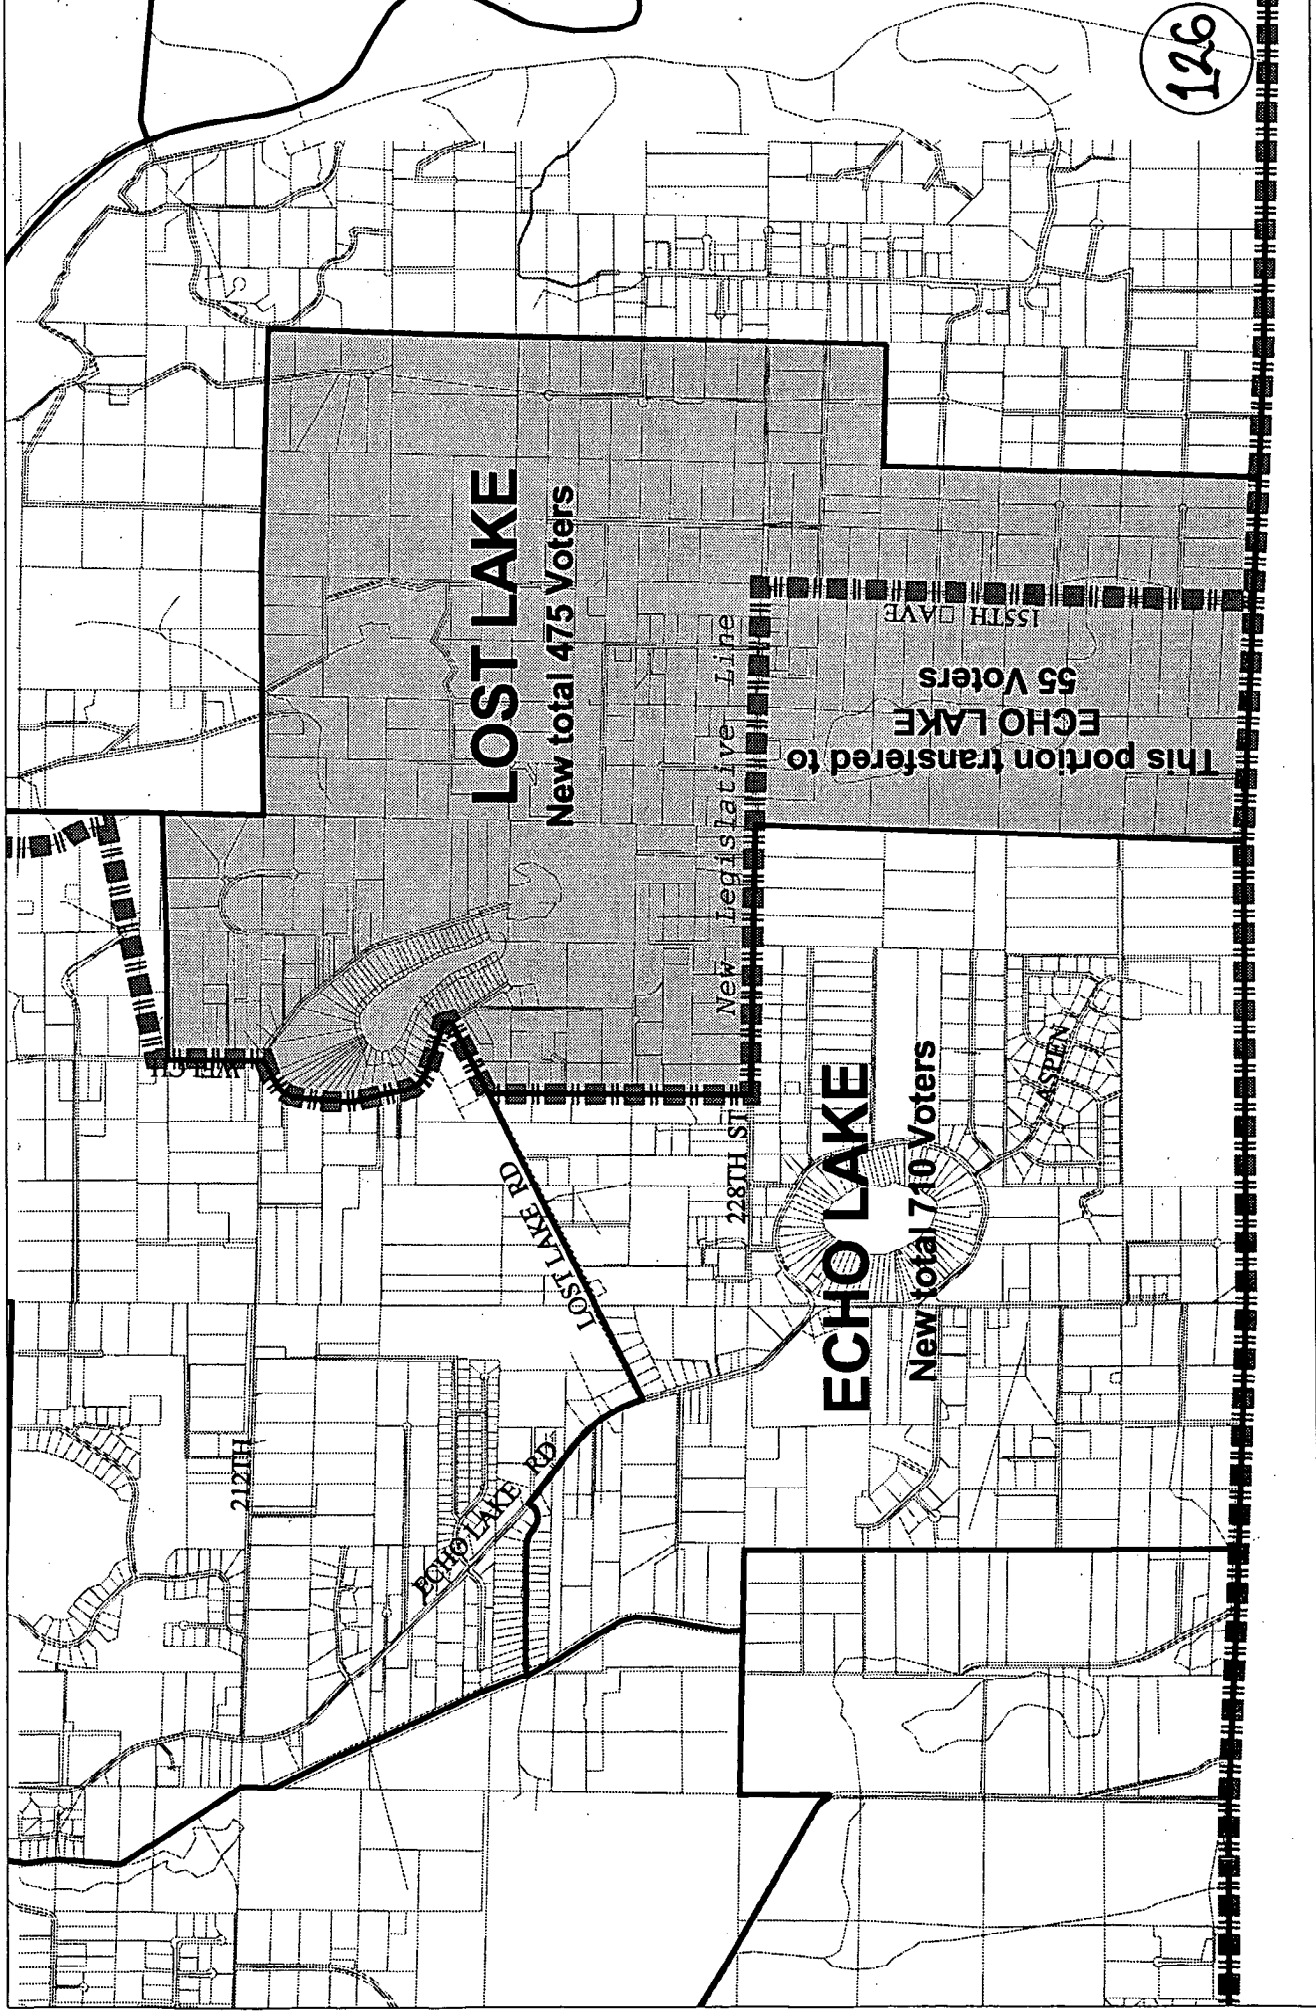 126
LOST LAKE
New total 475 Voters
New Legislative Line
155TH □AVE
This portion transfered to
ECHO LAKE
55 Voters
WELCH
LOST LAKE RD
228TH ST
ECHO LAKE
New total 710 Voters
ASPEN
212TH
ECHO LAKE RD